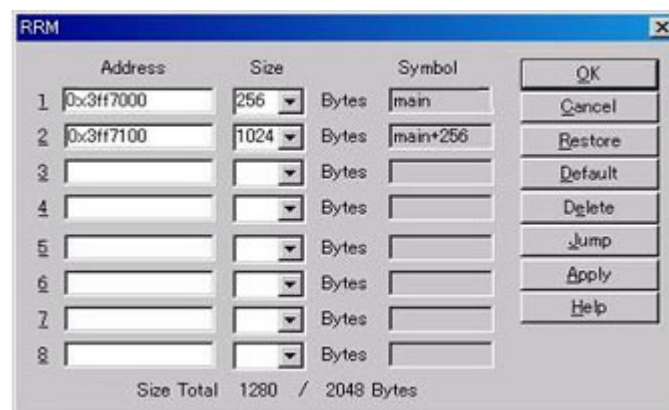 RRM
Address Size Symbol
1 0x3ff7000 256 Bytes main
2 0x3ff7100 1024 Bytes main+256
3 Bytes
4 Bytes
5 Bytes
6 Bytes
7 Bytes
8 Bytes
Size Total 1280 / 2048 Bytes
OK
Cancel
Restore
Default
Delete
Jump
Apply
Help